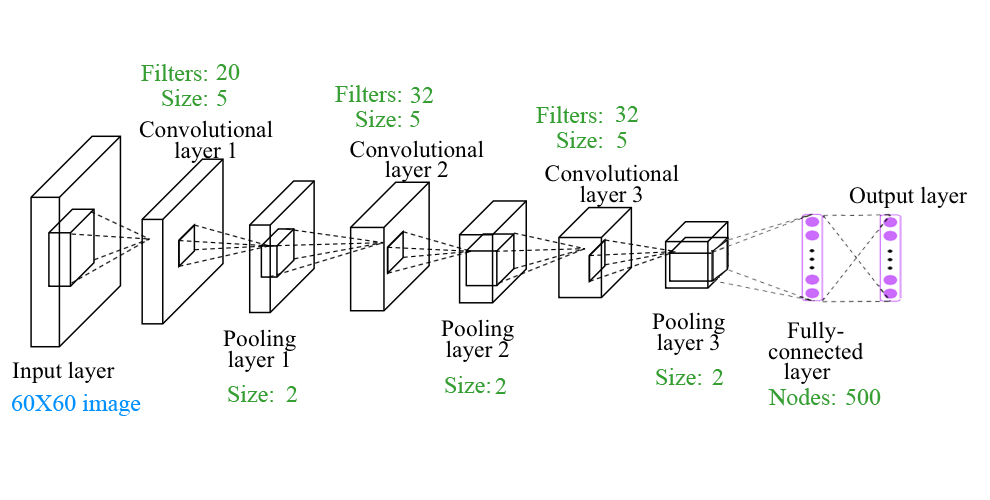 Filters: 20
Size: 5
Convolutional
layer 1
Filters: 32
Size: 5
Convolutional
layer 2
Filters: 32
Size: 5
Convolutional
layer 3
Output layer
Input layer
60X60 image
Pooling
layer 1
Size: 2
Pooling
layer 2
Size: 2
Pooling
layer 3
Size: 2
Fully-
connected
layer
Nodes: 500